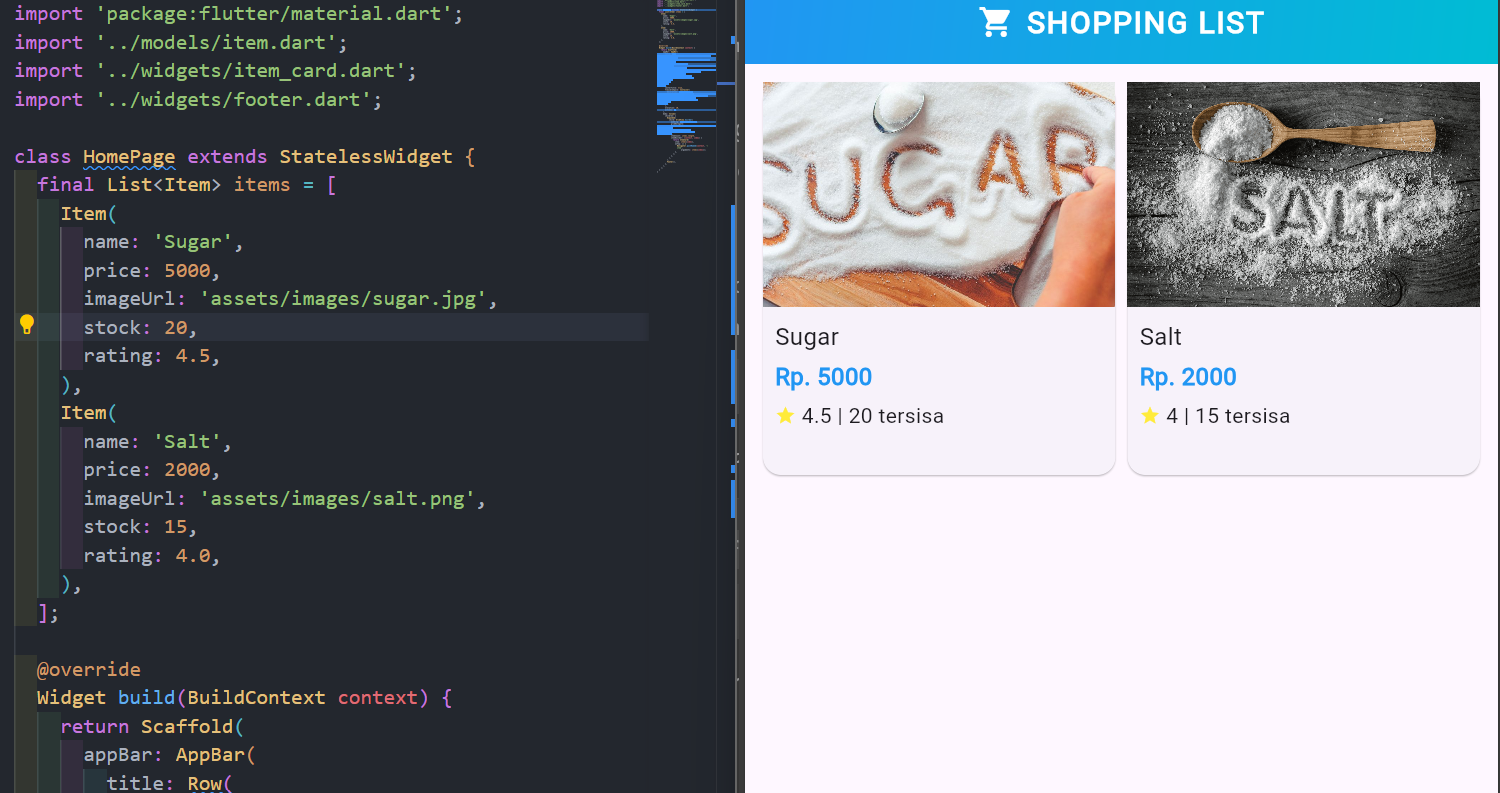 import 'package:flutter/material.dart';
import '../models/item.dart';
import '../widgets/item_card.dart';
import '../widgets/footer.dart';
class HomePage extends StatelessWidget {
final List<Item> items = [
Item(
name: 'Sugar',
price: 5000,
imageUrl: 'assets/images/sugar.jpg',
stock: 20,
rating: 4.5,
),
Item(
name: 'Salt',
price: 2000,
imageUrl: 'assets/images/salt.png',
stock: 15,
rating: 4.0,
),
];
@override
Widget build(BuildContext context) {
return Scaffold(
appBar: AppBar(
title: Row(
SHOPPING LIST
SUGAR
SALT
Sugar
Rp. 5000
4.5 | 20 tersisa
Salt
Rp. 2000
4 | 15 tersisa